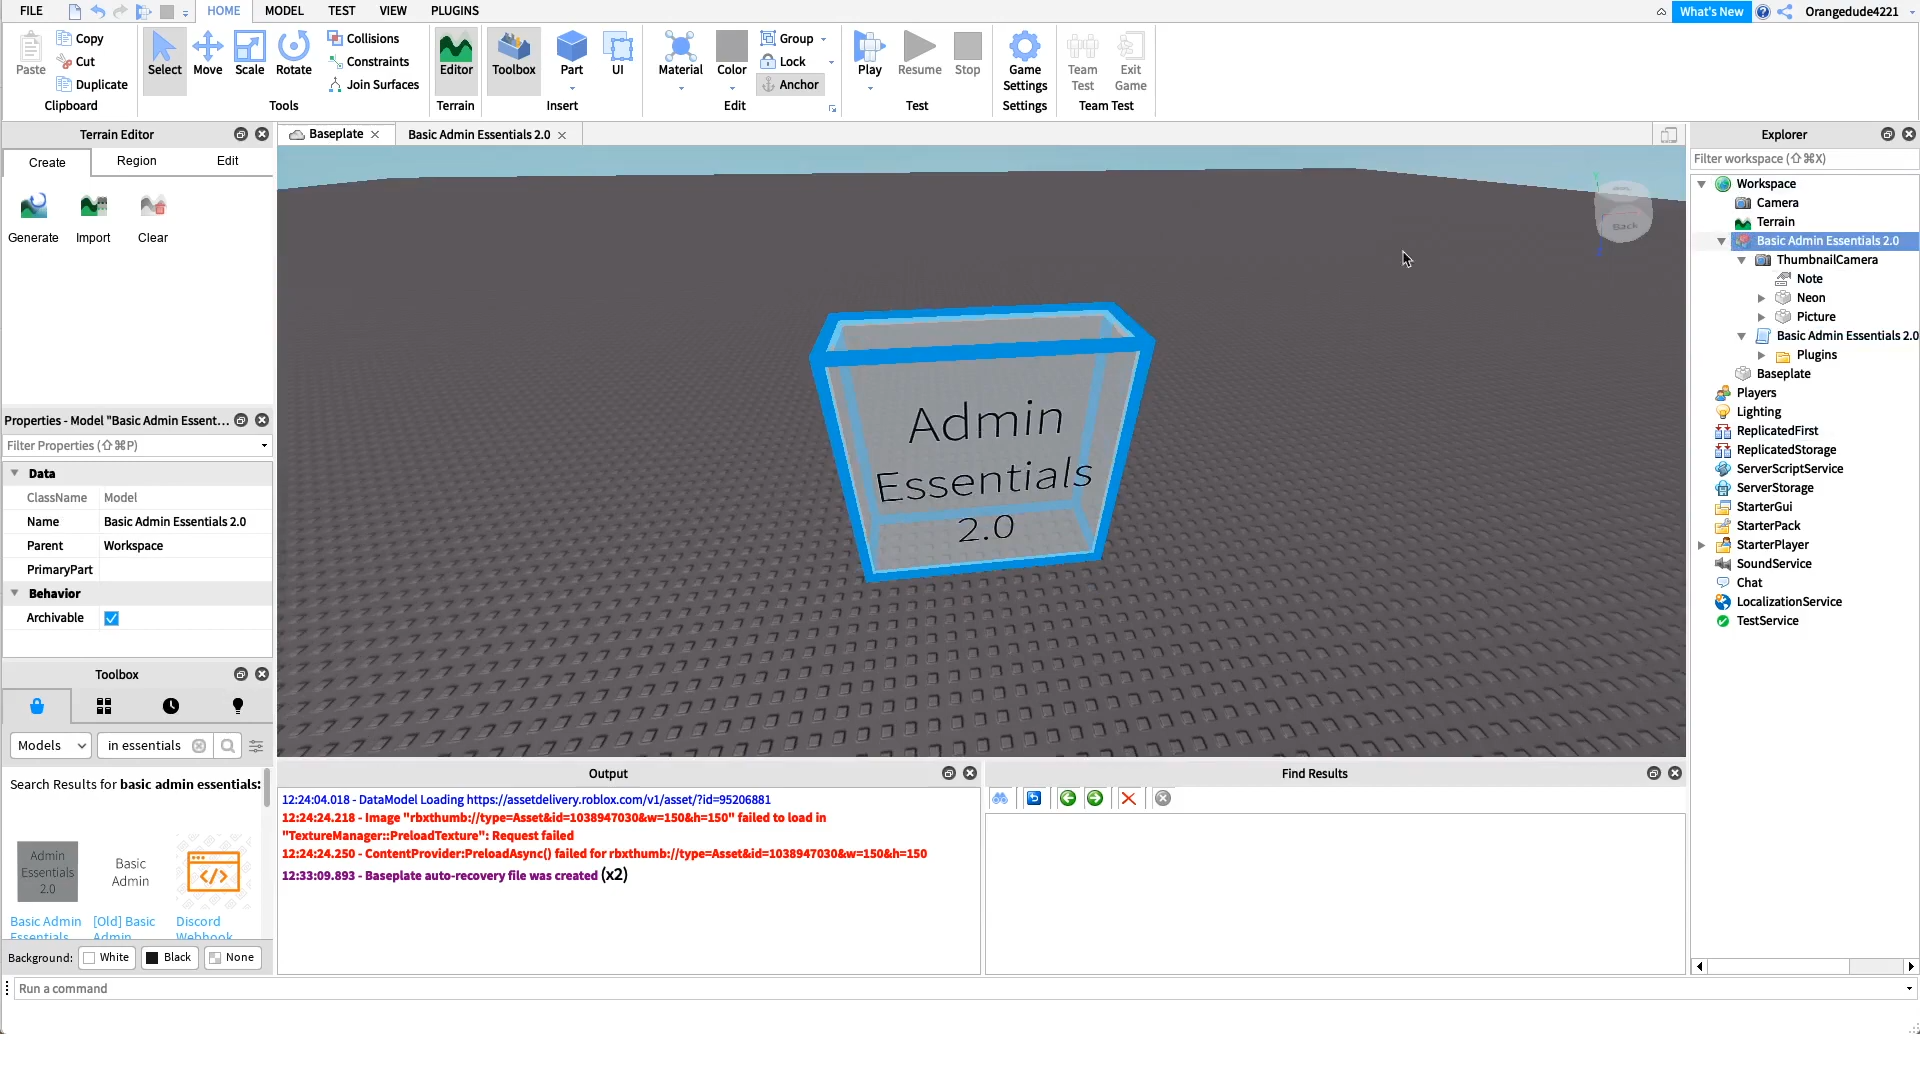 FILE
HOME
MODEL
TEST
VIEW
PLUGINS
What's New
Orangedude4221
Paste
Copy
Cut
Duplicate
Clipboard
Select
Move
Scale
Rotate
Collisions
Constraints
Join Surfaces
Tools
Editor
Terrain
Toolbox
Part
UI
Insert
Material
Color
Group
Lock
Anchor
Edit
Play
Resume
Stop
Test
Game
Settings
Settings
Team
Test
Exit
Game
Team Test
Terrain Editor
Create
Region
Edit
Generate
Import
Clear
Baseplate
Basic Admin Essentials 2.0
Back
Admin
Essentials
2.0
Properties - Model "Basic Admin Essent...
Filter Properties (⇧⌘P)
Data
ClassName Model
Name Basic Admin Essentials 2.0
Parent Workspace
PrimaryPart
Behavior
Archivable
Toolbox
Models
in essentials
Search Results for basic admin essentials:
Admin
Essentials
2.0
Basic
Admin
Basic Admin
Essentials
[Old] Basic
Admin
Discord
Webhook
Background:
White
Black
None
Output
12:24:04.018 - DataModel Loading https://assetdelivery.roblox.com/v1/asset/?id=95206881
12:24:24.218 - Image "rbxthumb://type=Asset&id=1038947030&w=150&h=150" failed to load in
"TextureManager::PreloadTexture": Request failed
12:24:24.250 - ContentProvider:PreloadAsync() failed for rbxthumb://type=Asset&id=1038947030&w=150&h=150
12:33:09.893 - Baseplate auto-recovery file was created (x2)
Find Results
Explorer
Filter workspace (⇧⌘X)
Workspace
Camera
Terrain
Basic Admin Essentials 2.0
ThumbnailCamera
Note
Neon
Picture
Basic Admin Essentials 2.0
Plugins
Baseplate
Players
Lighting
ReplicatedFirst
ReplicatedStorage
ServerScriptService
ServerStorage
StarterGui
StarterPack
StarterPlayer
SoundService
Chat
LocalizationService
TestService
Run a command